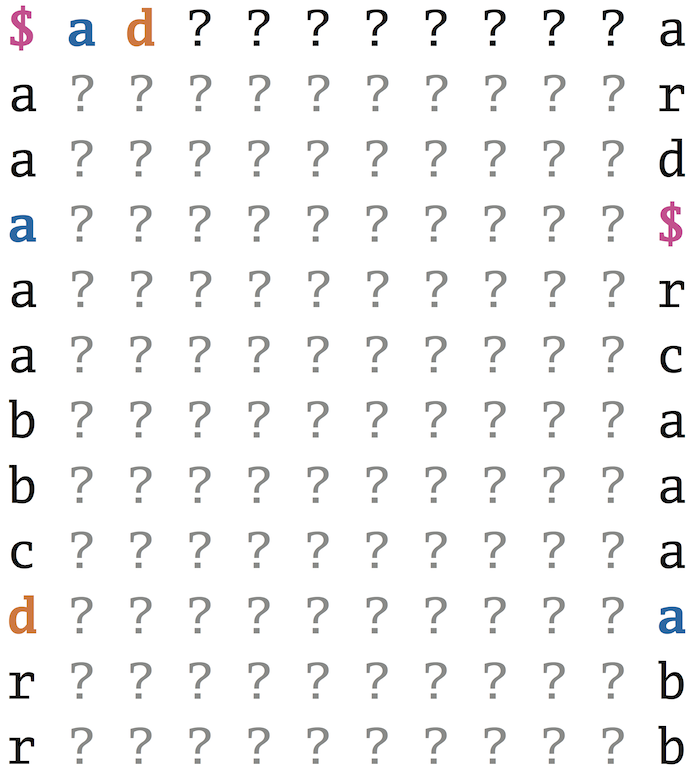 $ a d ? ? ? ? ? ? ? ? a
a ? ? ? ? ? ? ? ? ? ? r
a ? ? ? ? ? ? ? ? ? ? d
a ? ? ? ? ? ? ? ? ? ? $
a ? ? ? ? ? ? ? ? ? ? r
a ? ? ? ? ? ? ? ? ? ? c
b ? ? ? ? ? ? ? ? ? ? a
b ? ? ? ? ? ? ? ? ? ? a
c ? ? ? ? ? ? ? ? ? ? a
d ? ? ? ? ? ? ? ? ? ? a
r ? ? ? ? ? ? ? ? ? ? b
r ? ? ? ? ? ? ? ? ? ? b